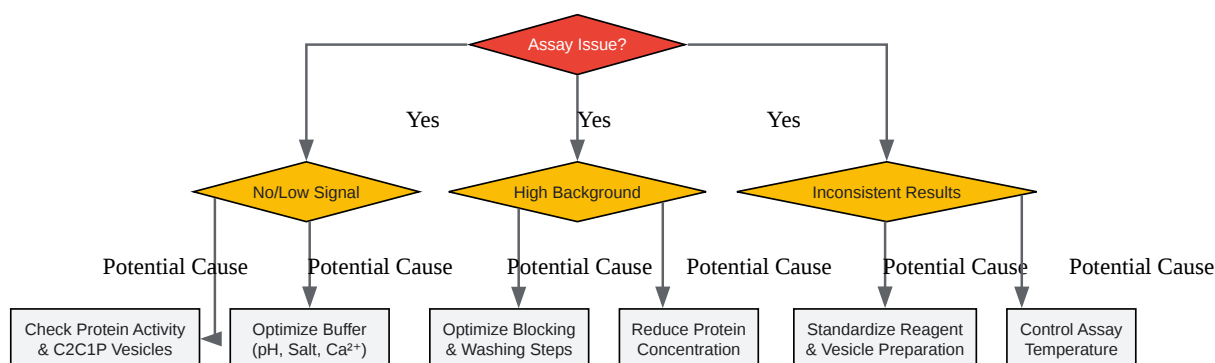 Assay Issue?
Yes
Yes
Yes
No/Low Signal
High Background
Inconsistent Results
Potential Cause
Potential Cause
Potential Cause
Potential Cause
Potential Cause
Potential Cause
Check Protein Activity
& C2C1P Vesicles
Optimize Buffer
(pH, Salt, Ca²⁺)
Optimize Blocking
& Washing Steps
Reduce Protein
Concentration
Standardize Reagent
& Vesicle Preparation
Control Assay
Temperature